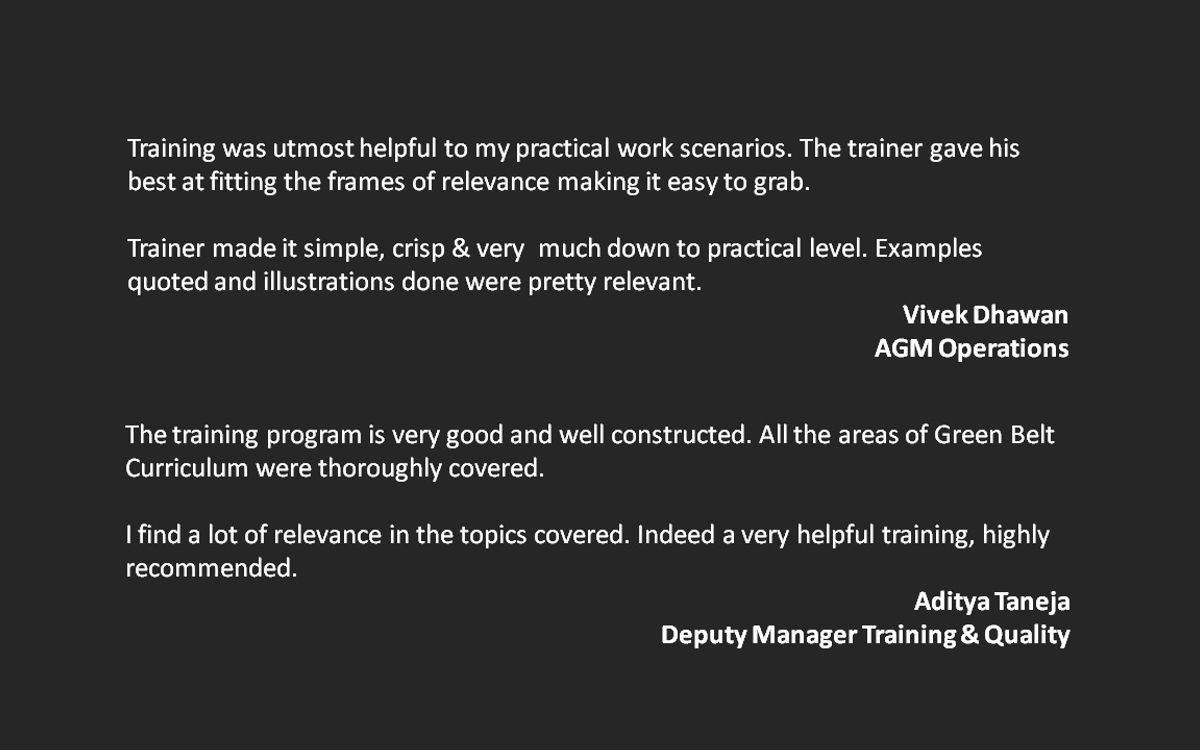 Training was utmost helpful to my practical work scenarios. The trainer gave his
best at fitting the frames of relevance making it easy to grab.
Trainer made it simple, crisp & very  much down to practical level. Examples
quoted and illustrations done were pretty relevant.
Vivek Dhawan
AGM Operations
The training program is very good and well constructed. All the areas of Green Belt
Curriculum were thoroughly covered.
I find a lot of relevance in the topics covered. Indeed a very helpful training, highly
recommended.
Aditya Taneja
Deputy Manager Training & Quality